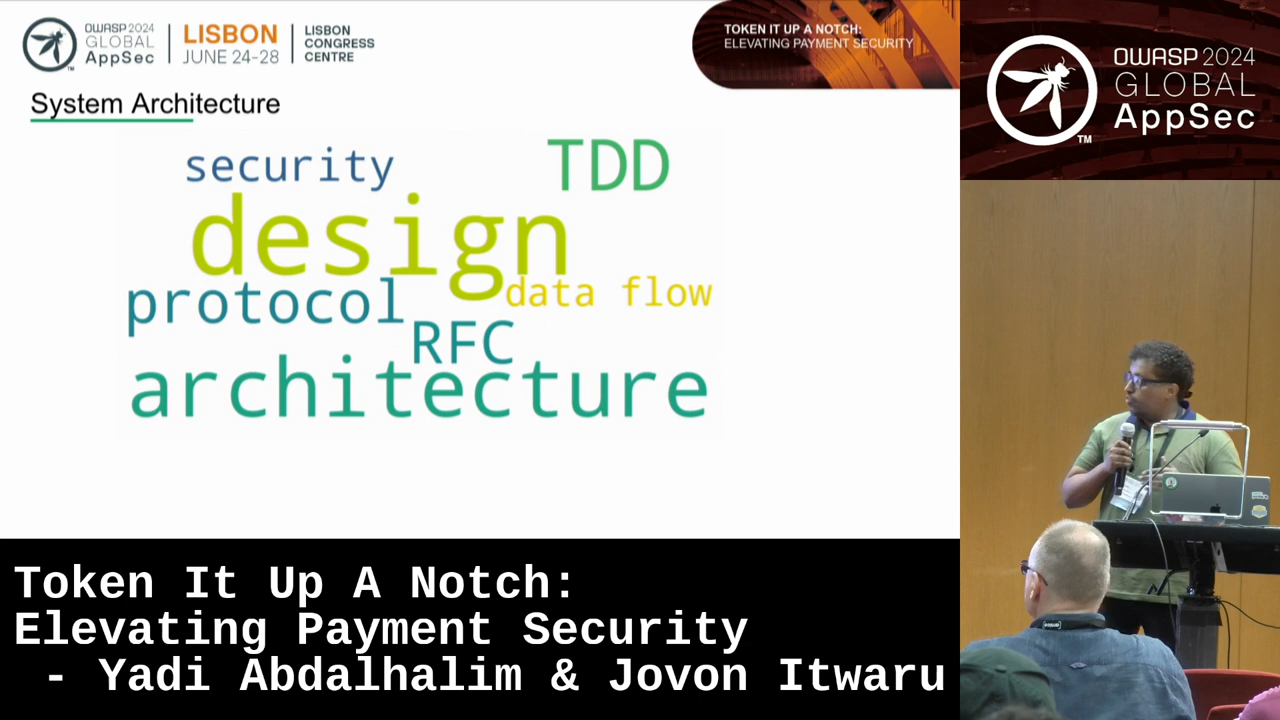 OWASP 2024
GLOBAL
AppSec
TM
LISBON
JUNE 24-28
LISBON
CONGRESS
CENTRE
TOKEN IT UP A NOTCH:
ELEVATING PAYMENT SECURITY
OWASP 2024
GLOBAL
AppSec
TM
System Architecture
security
TDD
design
protocol
data flow
RFC
architecture
Token It Up A Notch:
Elevating Payment Security
- Yadi Abdalhalim & Jovon Itwaru